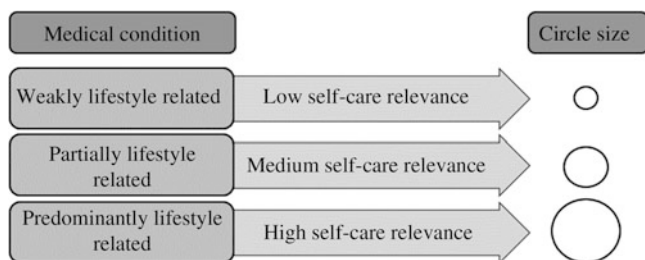 Medical condition
Circle size
Weakly lifestyle related
Low self-care relevance
Partially lifestyle
related
Medium self-care relevance
Predominantly lifestyle
related
High self-care relevance